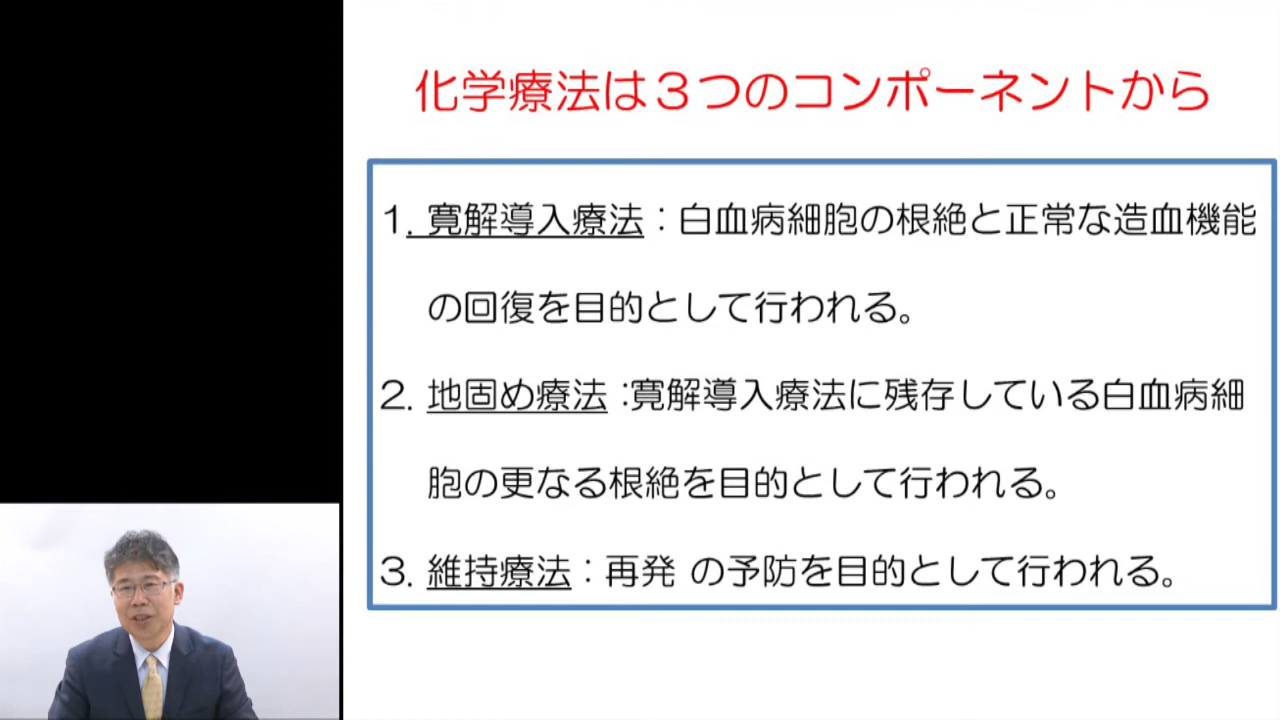 化学療法は３つのコンポーネントから
1. 寛解導入療法：白血病細胞の根絶と正常な造血機能
の回復を目的として行われる。
2. 地固め療法：寛解導入療法に残存している白血病細
胞の更なる根絶を目的として行われる。
3. 維持療法：再発 の予防を目的として行われる。